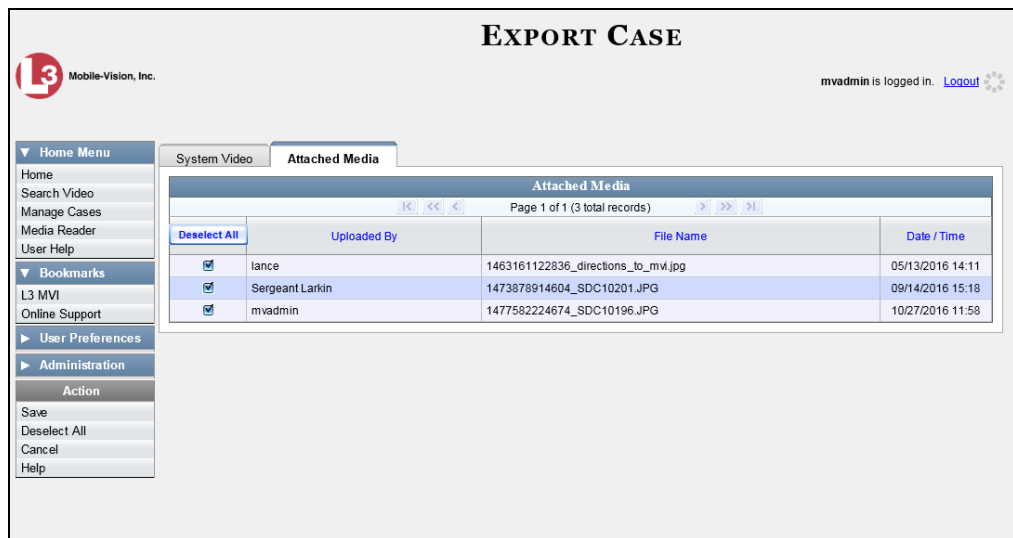 EXPORT CASE
L3 Mobile-Vision, Inc.
mvadmin is logged in. Logout
▼ Home Menu
Home
Search Video
Manage Cases
Media Reader
User Help
▼ Bookmarks
L3 MVI
Online Support
▶ User Preferences
▶ Administration
Action
Save
Deselect All
Cancel
Help
System Video Attached Media
Attached Media
|< << < Page 1 of 1 (3 total records) > >> >|
Deselect All Uploaded By File Name Date / Time
lance 1463161122836_directions_to_mvi.jpg 05/13/2016 14:11
Sergeant Larkin 1473878914604_SDC10201.JPG 09/14/2016 15:18
mvadmin 1477582224674_SDC10196.JPG 10/27/2016 11:58